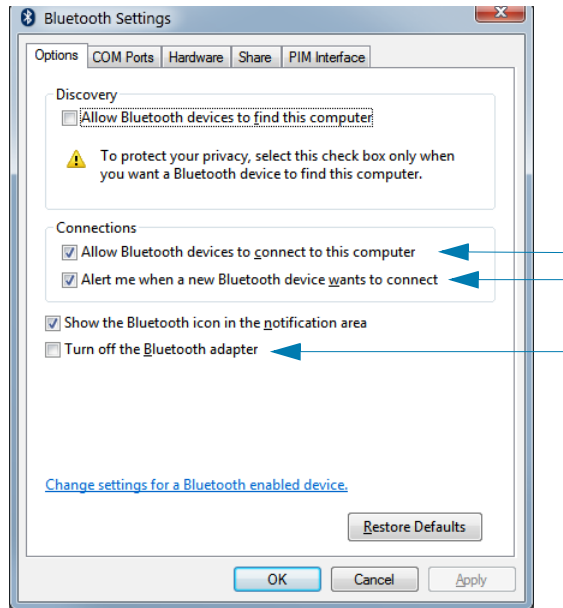 Bluetooth Settings
Options COM Ports Hardware Share PIM Interface
Discovery
Allow Bluetooth devices to find this computer
To protect your privacy, select this check box only when
you want a Bluetooth device to find this computer.
Connections
Allow Bluetooth devices to connect to this computer
Alert me when a new Bluetooth device wants to connect
Show the Bluetooth icon in the notification area
Turn off the Bluetooth adapter
Change settings for a Bluetooth enabled device.
Restore Defaults
OK Cancel Apply